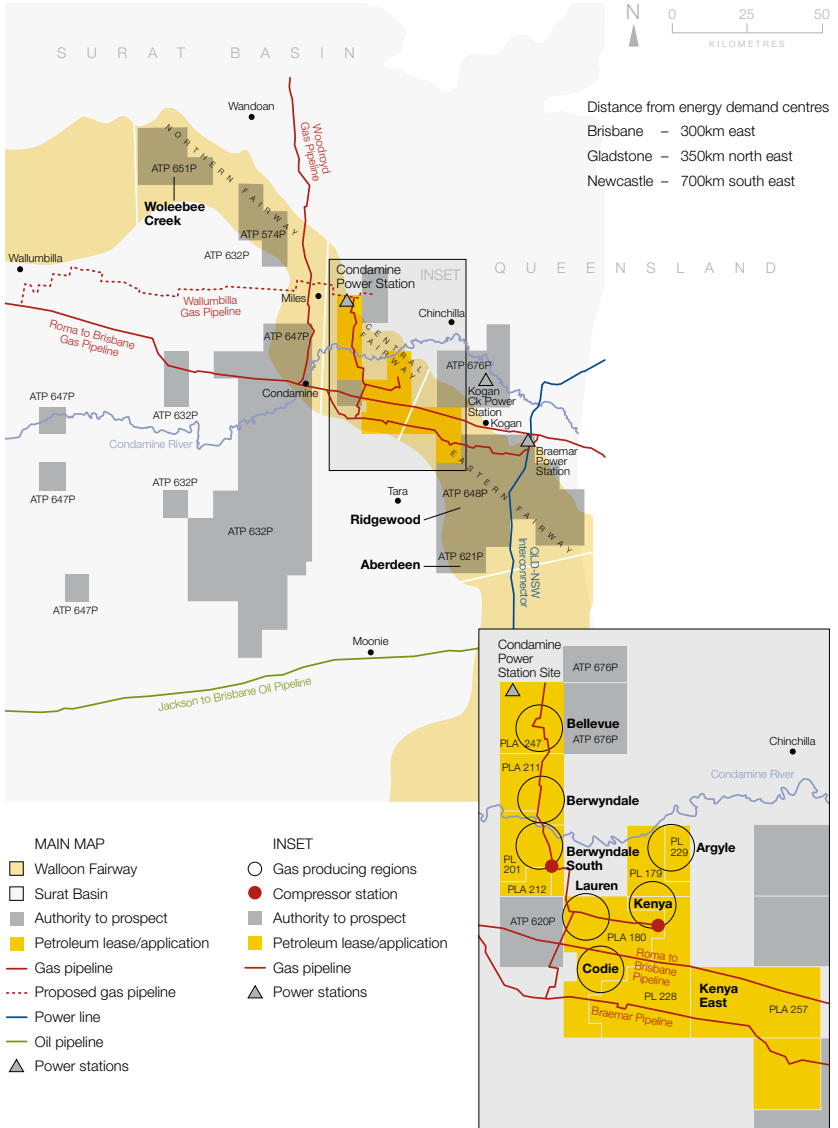 N
0 25 50
KILOMETRES
SURAT BASIN
Distance from energy demand centres
Brisbane – 300km east
Gladstone – 350km north east
Newcastle – 700km south east
Wandoan
Woodroyd
Gas Pipeline
NORTHERN FAIRWAY
ATP 651P
Woleebee
Creek
ATP 574P
ATP 632P
Wallumbilla
Wallumbilla
Gas Pipeline
Roma to Brisbane
Gas Pipeline
Miles
Condamine
Power Station
INSET
QUEENSLAND
Chinchilla
CENTRAL
FAIRWAY
ATP 647P
ATP 676P
Kogan
Ck Power
Station
Kogan
Condamine
ATP 647P
ATP 632P
Condamine River
Braemar
Power
Station
EASTERN FAIRWAY
ATP 647P
ATP 632P
Tara
ATP 648P
Ridgewood
ATP 632P
Aberdeen
ATP 621P
QLD-NSW
Interconnector
ATP 647P
Moonie
Jackson to Brisbane Oil Pipeline
Condamine
Power
Station Site
ATP 676P
Bellevue
ATP 676P
PLA 247
Chinchilla
PLA 211
Condamine River
Berwyndale
Berwyndale
South
PL
201
PLA 212
PL
229
Argyle
PL 179
Lauren
Kenya
ATP 620P
PLA 180
Roma to
Brisbane
Pipeline
Codie
PL 228
Kenya
East
PLA 257
Braemar Pipeline
MAIN MAP
Walloon Fairway
Surat Basin
Authority to prospect
Petroleum lease/application
Gas pipeline
Proposed gas pipeline
Power line
Oil pipeline
Power stations
INSET
Gas producing regions
Compressor station
Authority to prospect
Petroleum lease/application
Gas pipeline
Power stations